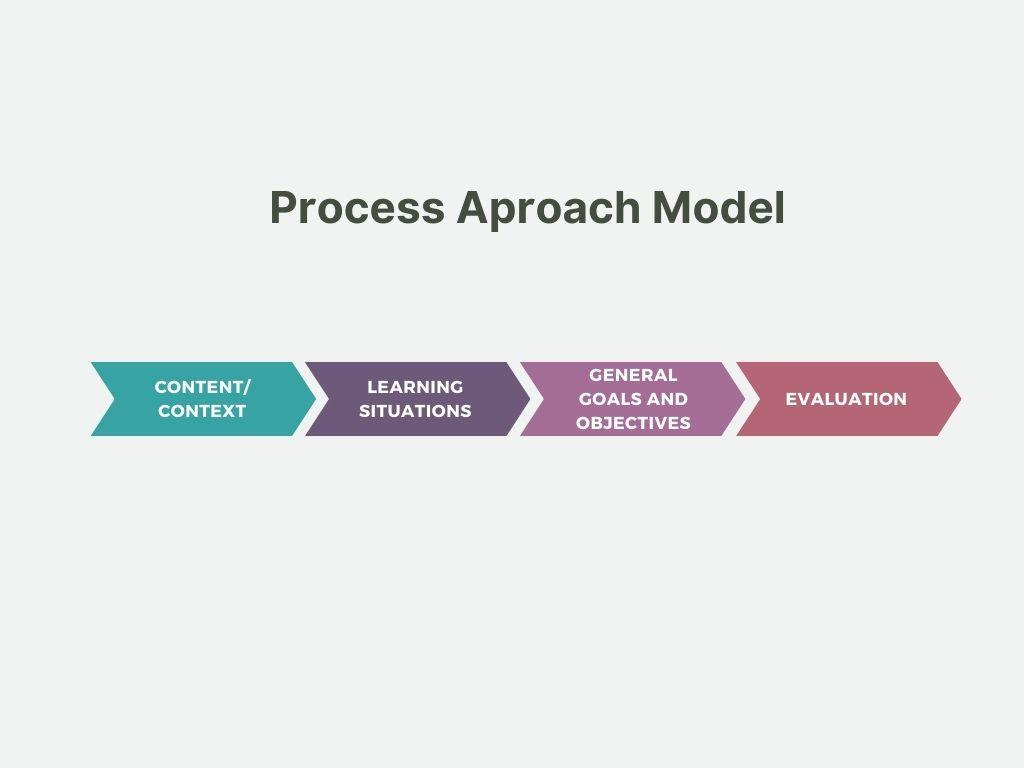 Process Aproach Model
CONTENT/
CONTEXT
LEARNING
SITUATIONS
GENERAL
GOALS AND
OBJECTIVES
EVALUATION